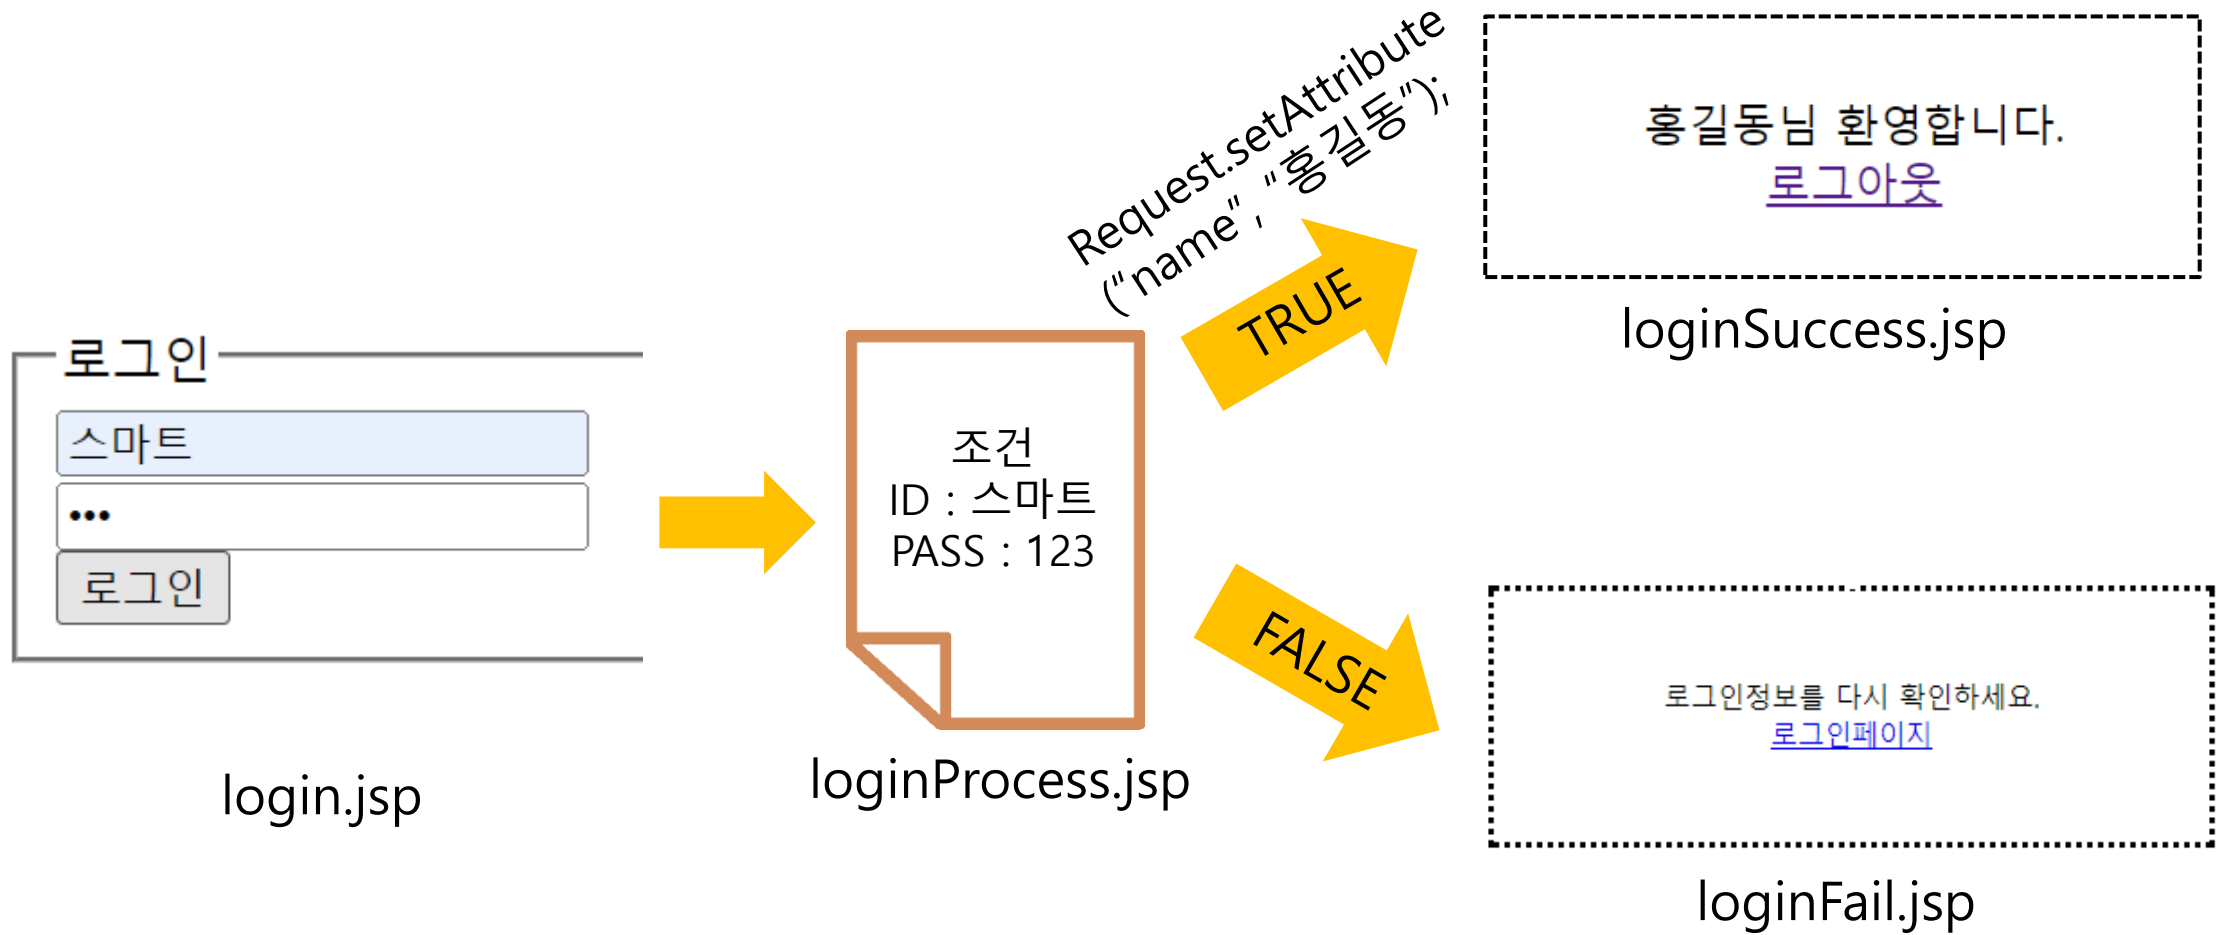 로그인
스마트
•••
로그인
login.jsp
조건
ID : 스마트
PASS : 123
loginProcess.jsp
Request.setAttribute
(“name”, “홍길동”);
TRUE
홍길동님 환영합니다.
로그아웃
loginSuccess.jsp
FALSE
로그인정보를 다시 확인하세요.
로그인페이지
loginFail.jsp